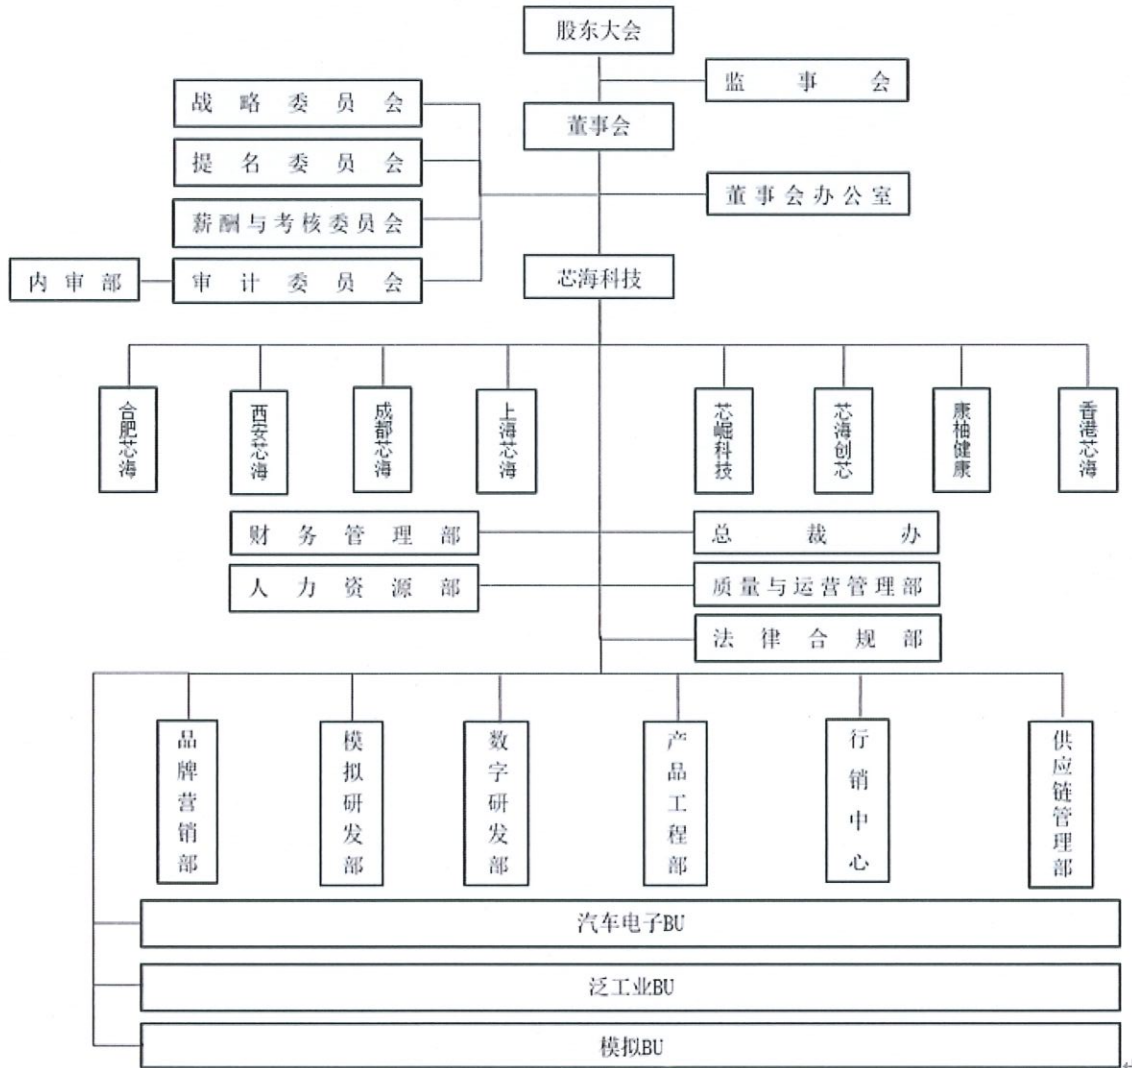 股东大会
监事会
战略委员会
董事会
提名委员会
董事会办公室
薪酬与考核委员会
内审部
审计委员会
芯海科技
合肥芯海
西安芯海
成都芯海
上海芯海
芯崛科技
芯海创芯
康柚健康
香港芯海
财务管理部
总裁办
人力资源部
质量与运营管理部
法律合规部
品牌营销部
模拟研发部
数字研发部
产品工程部
行销中心
供应链管理部
汽车电子BU
泛工业BU
模拟BU